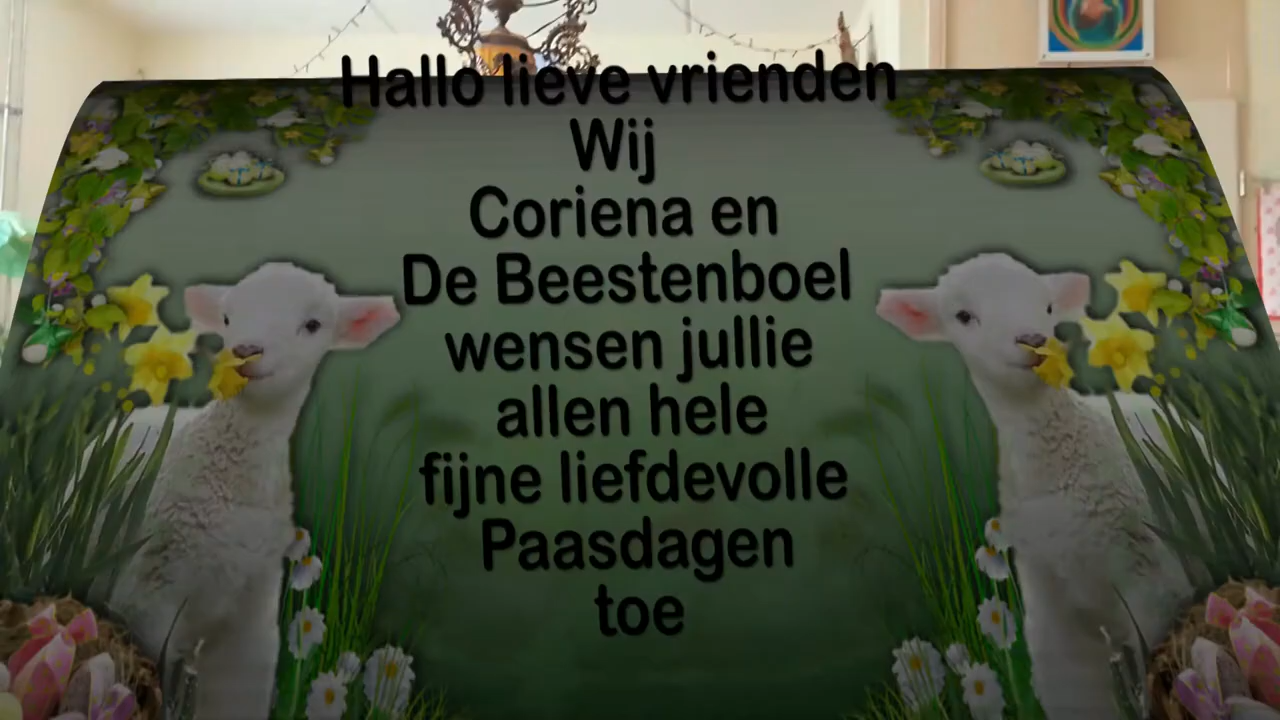 Hallo lieve vrienden
Wij
Coriena en
De Beestenboel
wensen jullie
allen hele
fijne liefdevolle
Paasdagen
toe